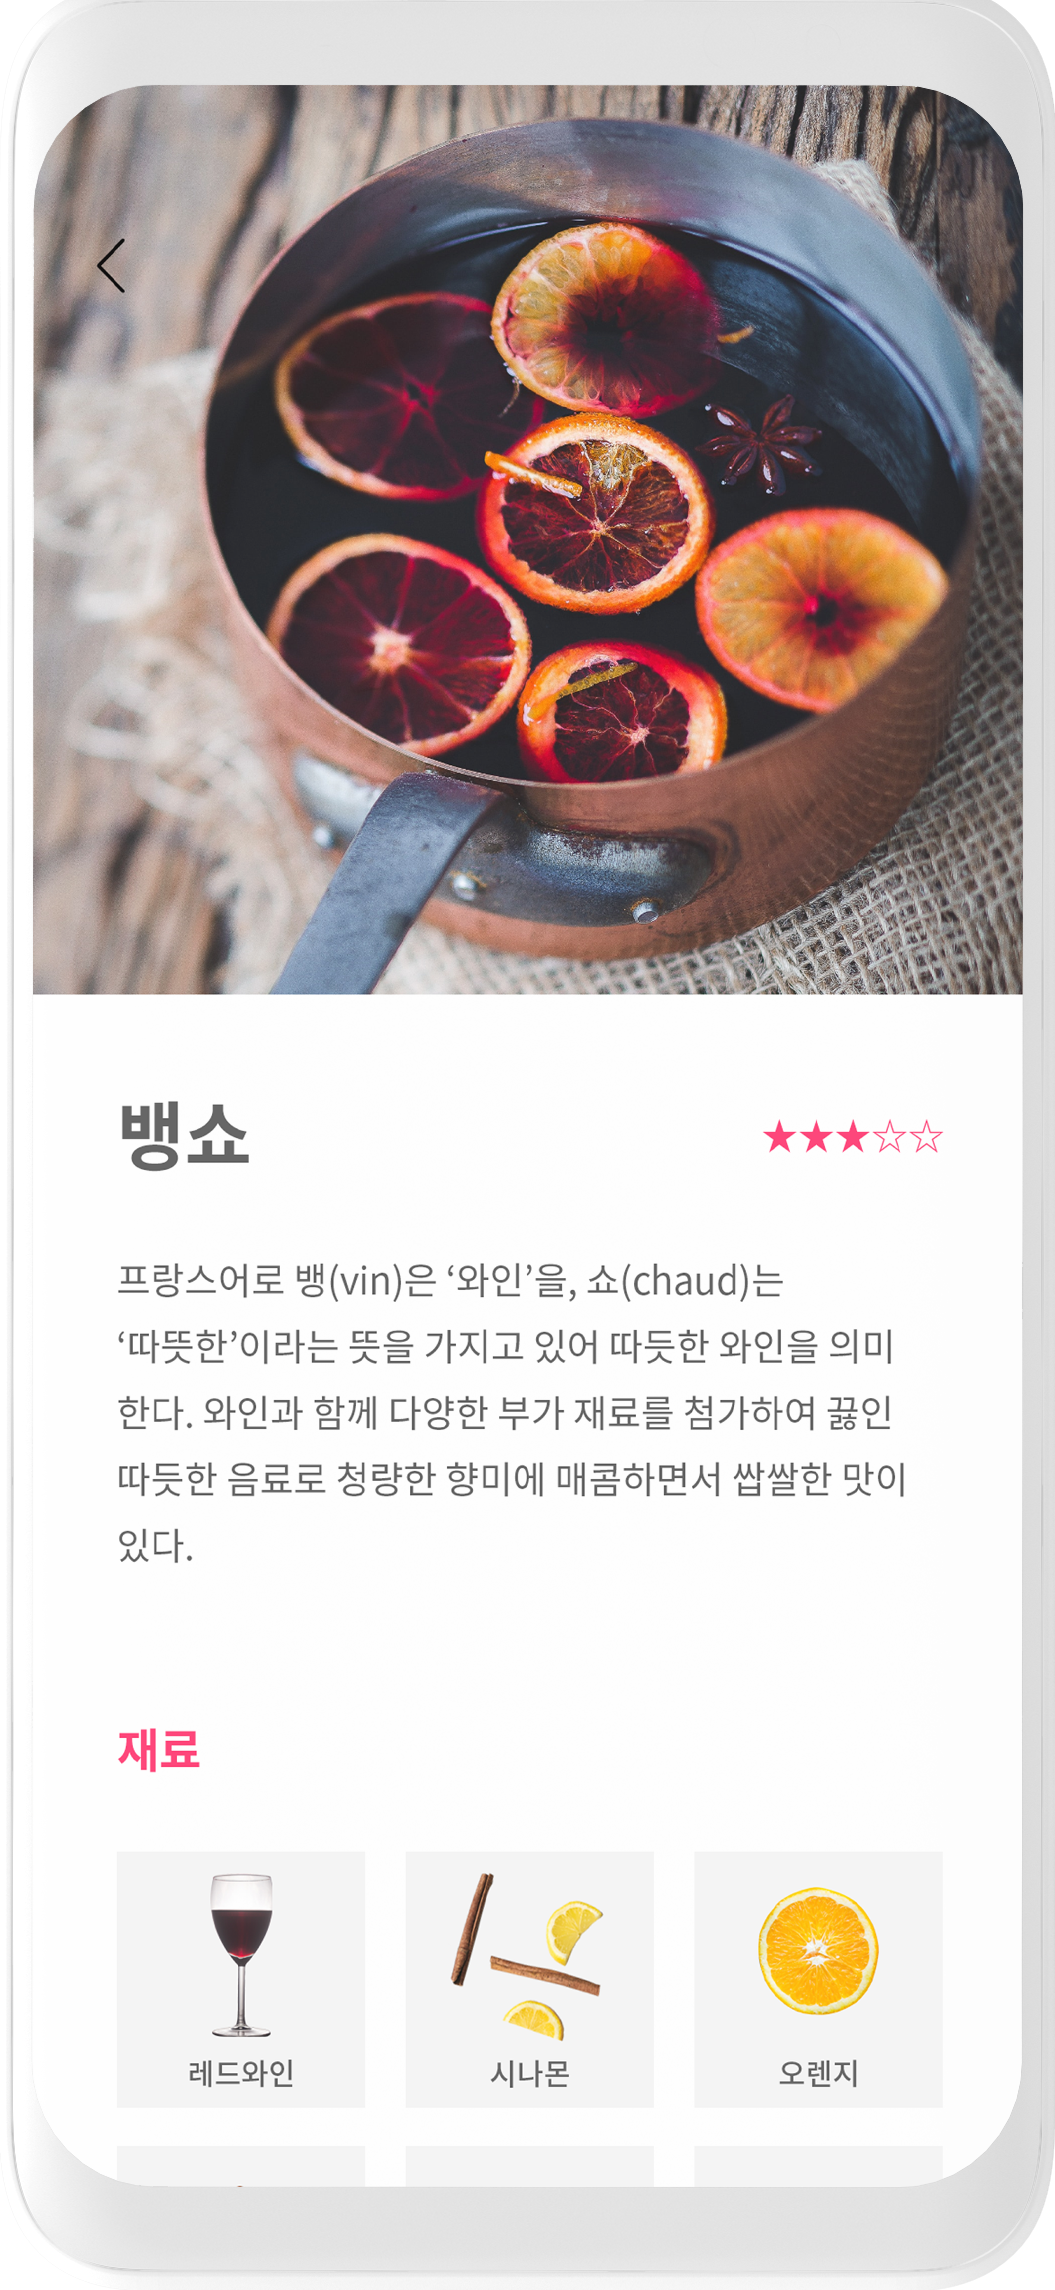 뱅쇼
★★★☆☆
프랑스어로 뱅(vin)은 ‘와인’을, 쇼(chaud)는
‘따뜻한’이라는 뜻을 가지고 있어 따듯한 와인을 의미
한다. 와인과 함께 다양한 부가 재료를 첨가하여 끓인
따듯한 음료로 청량한 향미에 매콤하면서 쌉쌀한 맛이
있다.
재료
레드와인
시나몬
오렌지